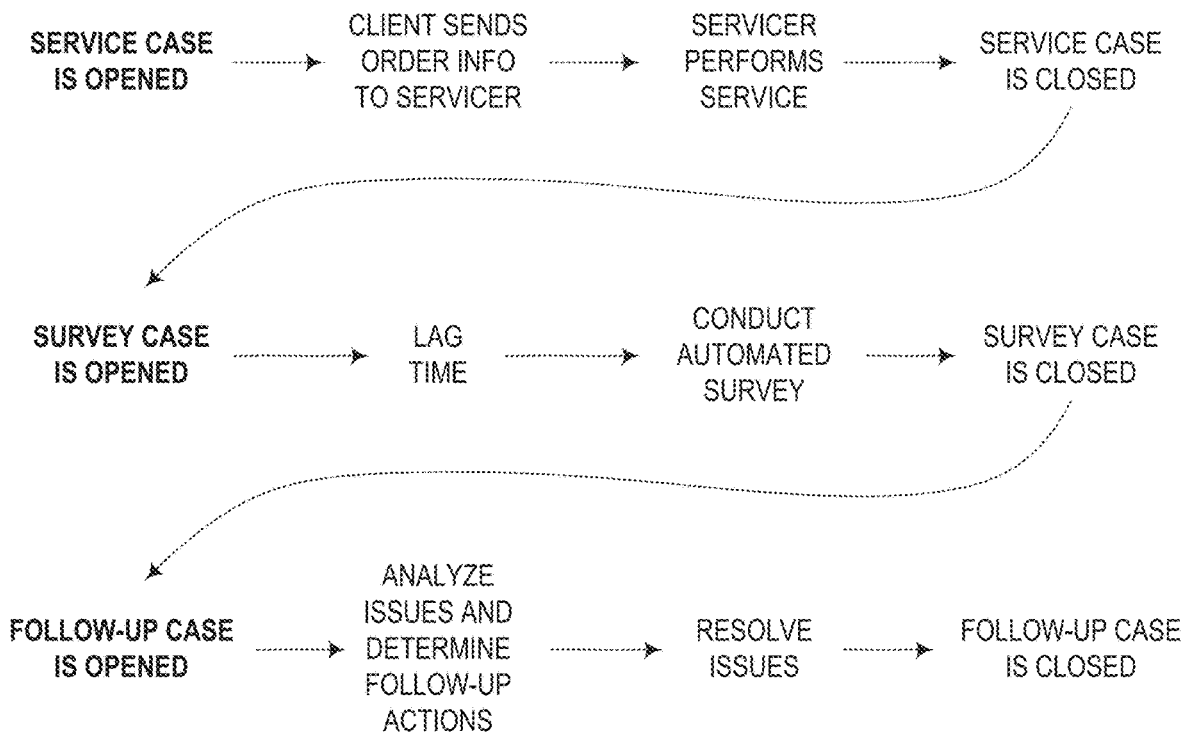 SERVICE CASE
IS OPENED
CLIENT SENDS
ORDER INFO
TO SERVICER
SERVICER
PERFORMS
SERVICE
SERVICE CASE
IS CLOSED
SURVEY CASE
IS OPENED
LAG
TIME
CONDUCT
AUTOMATED
SURVEY
SURVEY CASE
IS CLOSED
FOLLOW-UP CASE
IS OPENED
ANALYZE
ISSUES AND
DETERMINE
FOLLOW-UP
ACTIONS
RESOLVE
ISSUES
FOLLOW-UP CASE
IS CLOSED